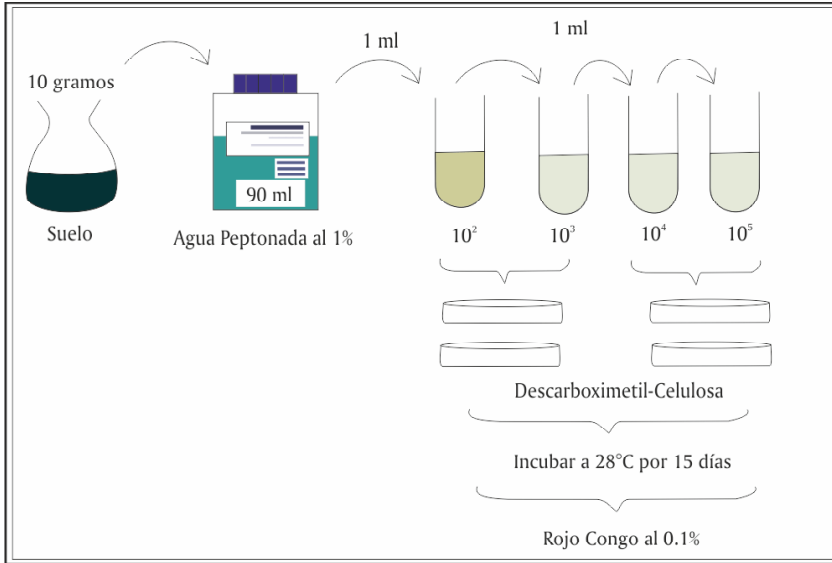 10 gramos
1 ml
1 ml
90 ml
Suelo
Agua Peptonada al 1%
10² 10³ 10⁴ 10⁵
Descarboximetil-Celulosa
Incubar a 28°C por 15 días
Rojo Congo al 0.1%